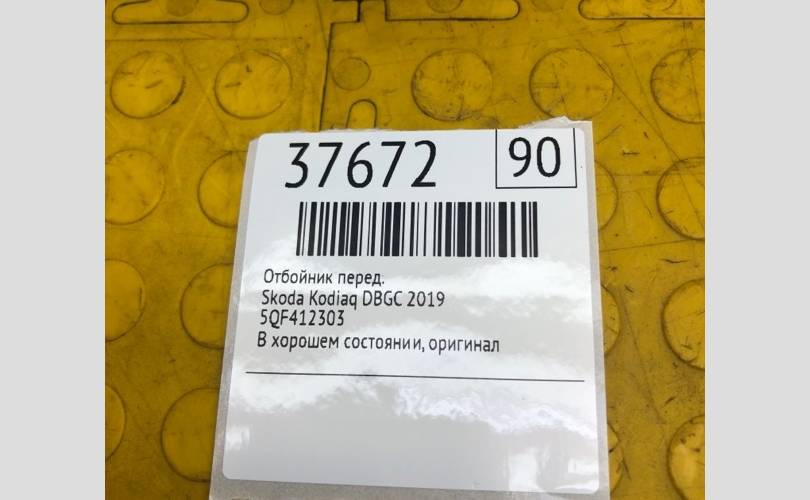 37672 90
Отбойник перед.
Skoda Kodiaq DBGC 2019
5QF412303
В хорошем состоянии, оригинал